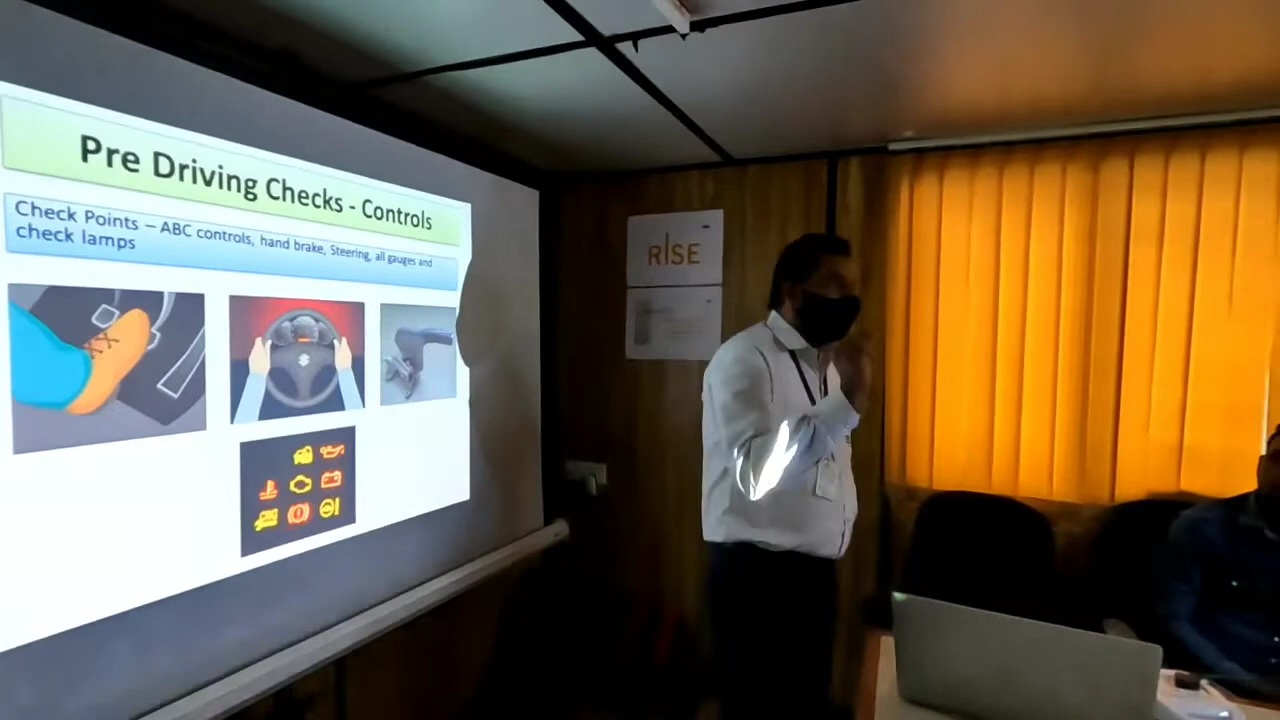 Pre Driving Checks - Controls
Check Points – ABC controls, hand brake, Steering, all gauges and
check lamps
RISE